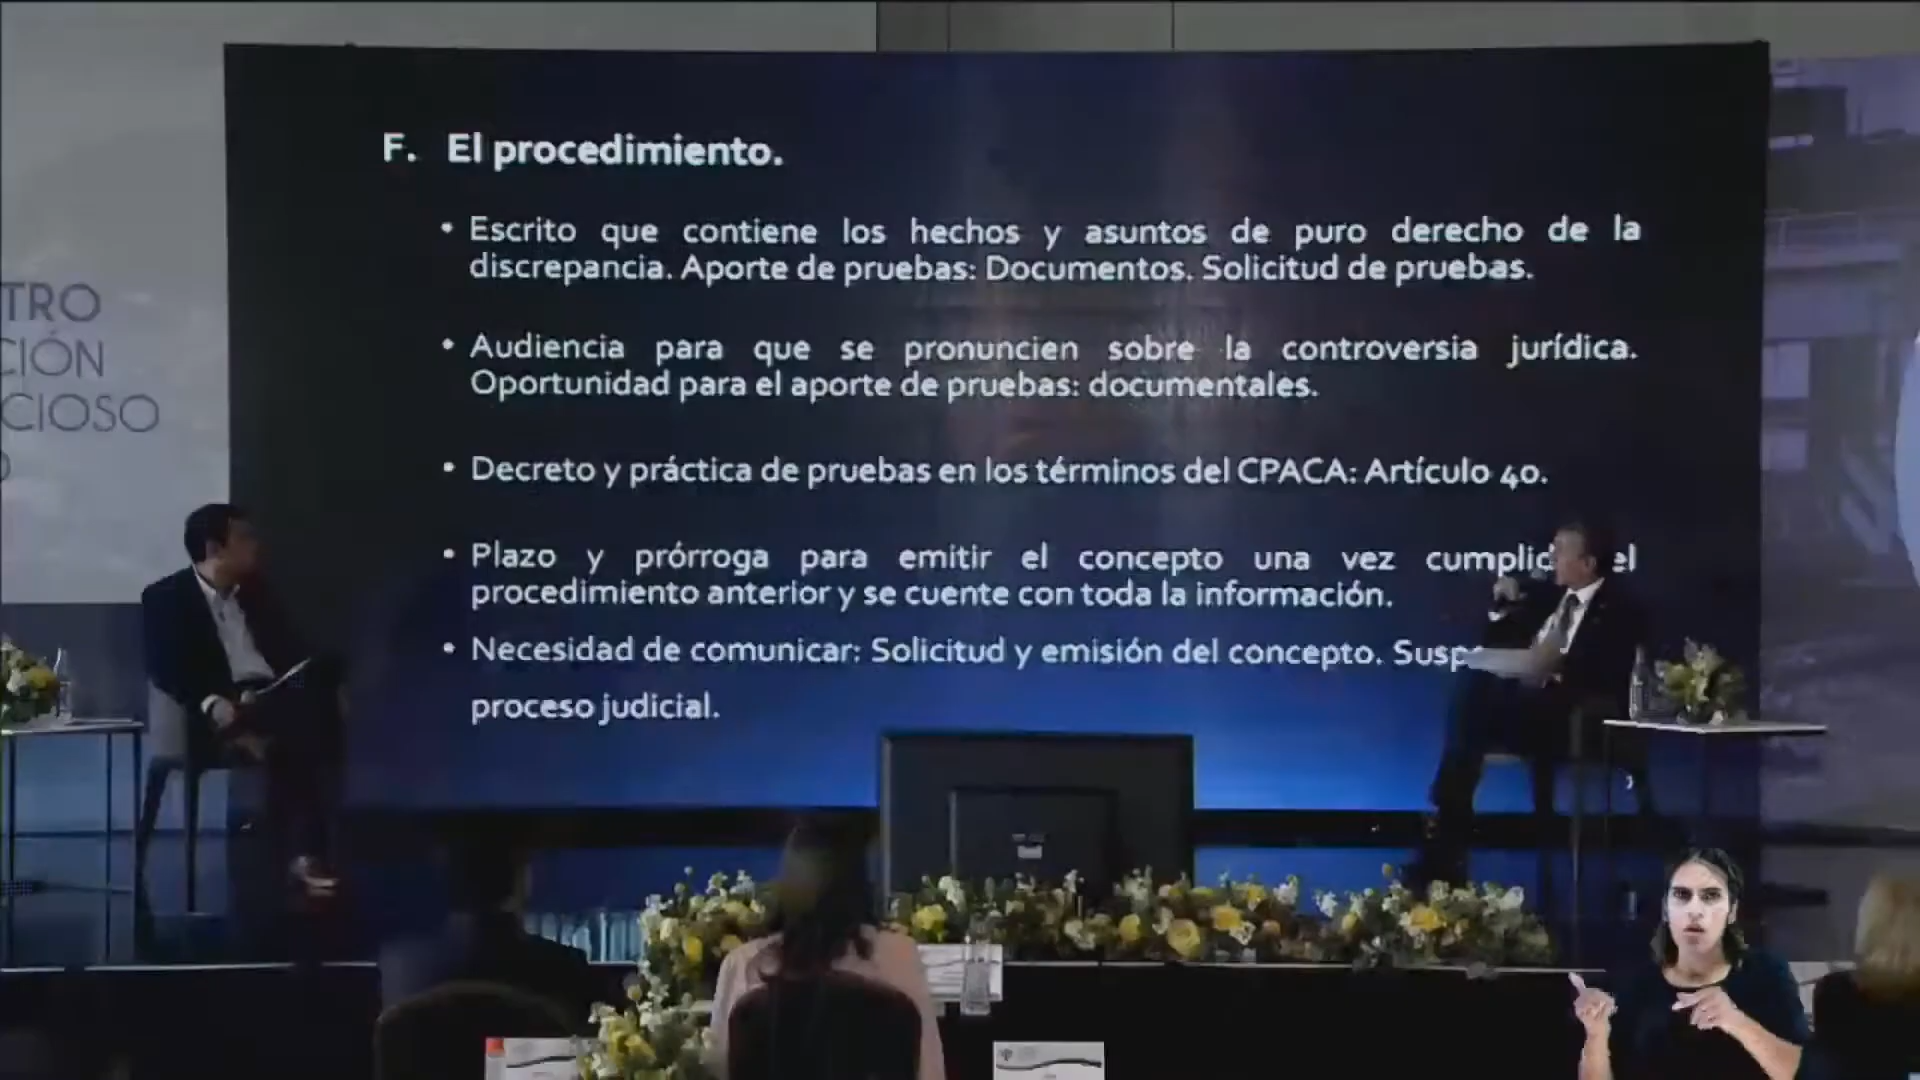 F. El procedimiento.
• Escrito que contiene los hechos y asuntos de puro derecho de la
discrepancia. Aporte de pruebas: Documentos. Solicitud de pruebas.
• Audiencia para que se pronuncien sobre la controversia jurídica.
Oportunidad para el aporte de pruebas: documentales.
• Decreto y práctica de pruebas en los términos del CPACA: Artículo 40.
• Plazo y prórroga para emitir el concepto una vez cumplid el
procedimiento anterior y se cuente con toda la información.
• Necesidad de comunicar: Solicitud y emisión del concepto. Susp
proceso judicial.
TRO
CIÓN
CIOSO